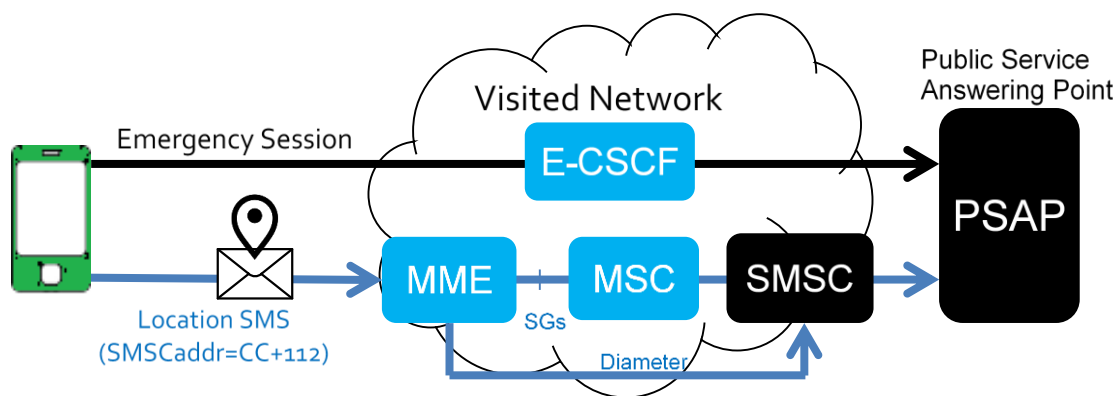 Public Service
Answering Point
Visited Network
Emergency Session
E-CSCF
PSAP
MME
MSC
SMSC
SGs
Location SMS
(SMSCaddr=CC+112)
Diameter